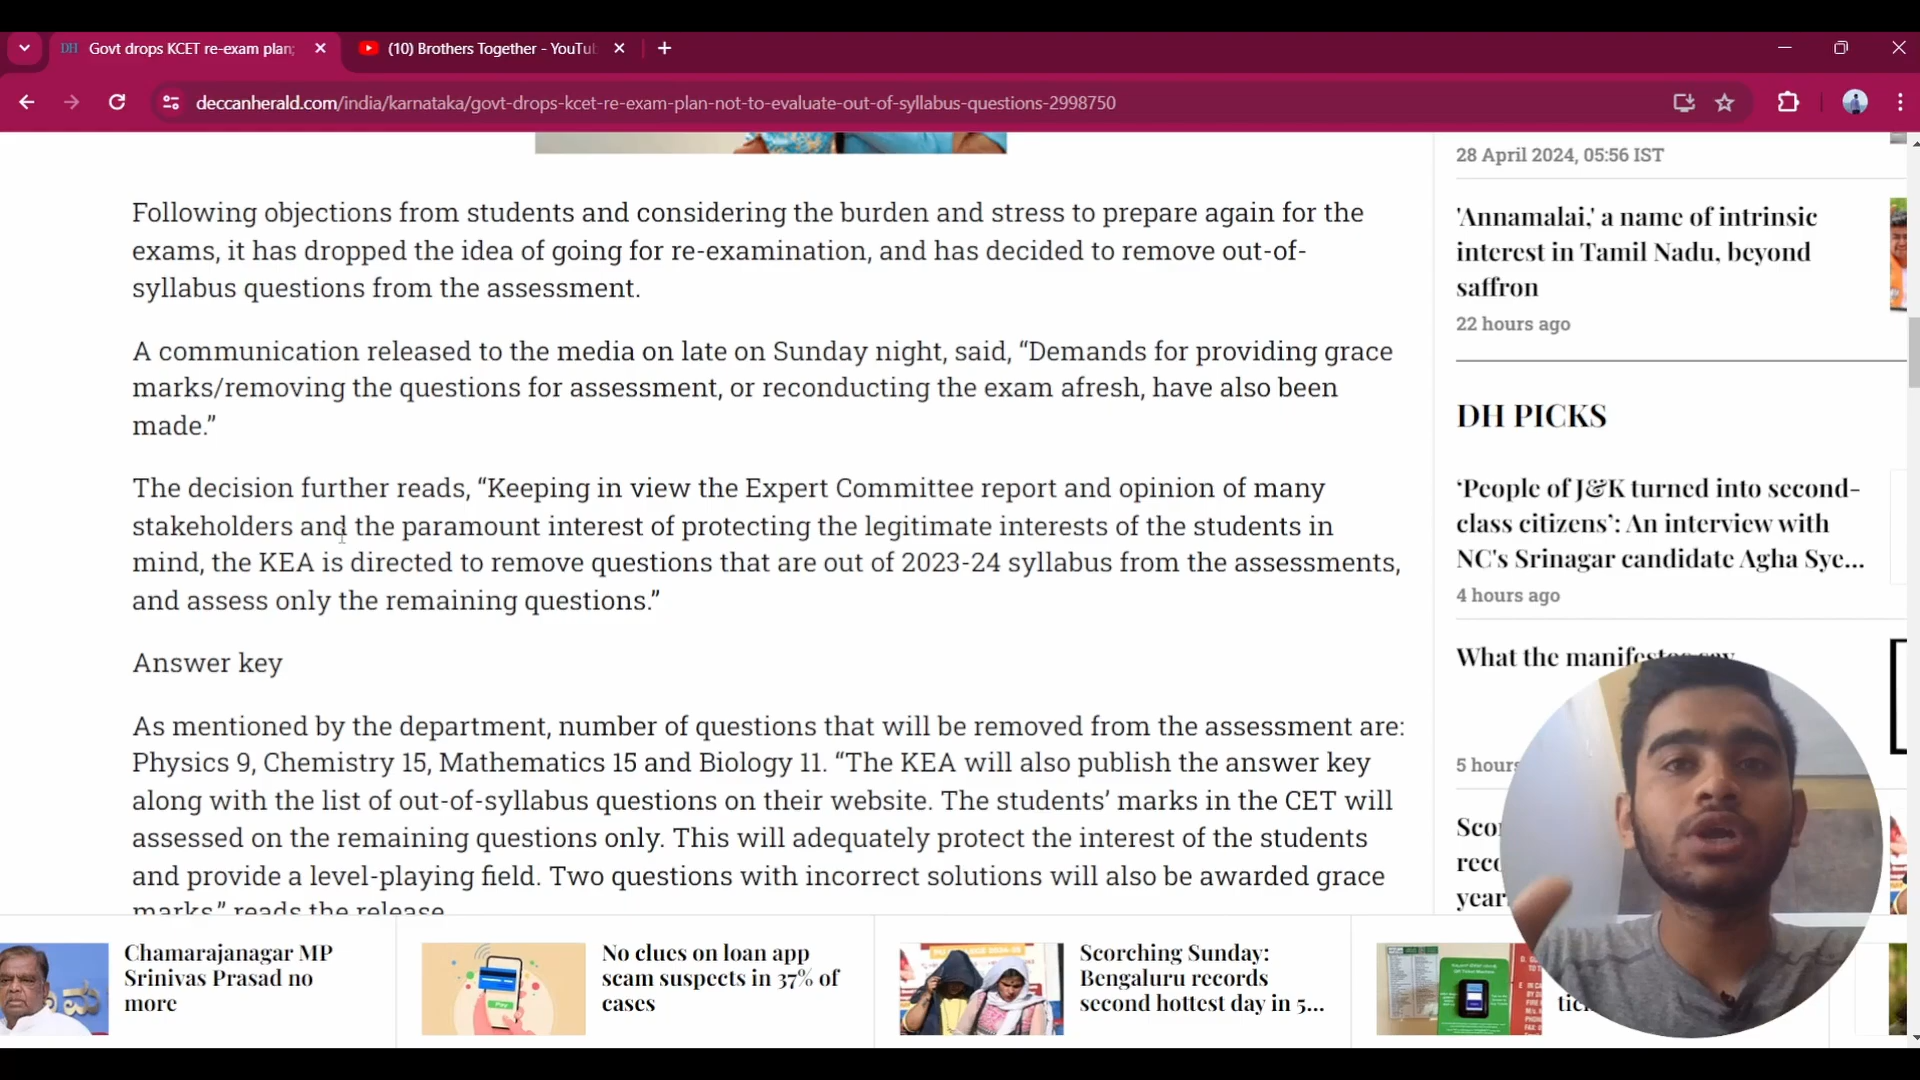 Govt drops KCET re-exam plan;
(10) Brothers Together - YouTu
deccanherald.com/india/karnataka/govt-drops-kcet-re-exam-plan-not-to-evaluate-out-of-syllabus-questions-2998750
Following objections from students and considering the burden and stress to prepare again for the
exams, it has dropped the idea of going for re-examination, and has decided to remove out-of-
syllabus questions from the assessment.
A communication released to the media on late on Sunday night, said, “Demands for providing grace
marks/removing the questions for assessment, or reconducting the exam afresh, have also been
made.”
The decision further reads, “Keeping in view the Expert Committee report and opinion of many
stakeholders and the paramount interest of protecting the legitimate interests of the students in
mind, the KEA is directed to remove questions that are out of 2023-24 syllabus from the assessments,
and assess only the remaining questions.”
Answer key
As mentioned by the department, number of questions that will be removed from the assessment are:
Physics 9, Chemistry 15, Mathematics 15 and Biology 11. “The KEA will also publish the answer key
along with the list of out-of-syllabus questions on their website. The students’ marks in the CET will
assessed on the remaining questions only. This will adequately protect the interest of the students
and provide a level-playing field. Two questions with incorrect solutions will also be awarded grace
marks,” reads the release.
28 April 2024, 05:56 IST
'Annamalai,' a name of intrinsic
interest in Tamil Nadu, beyond
saffron
22 hours ago
DH PICKS
‘People of J&K turned into second-
class citizens’: An interview with
NC's Srinagar candidate Agha Sye...
4 hours ago
What the manifestos say
5 hours
Chamarajanagar MP
Srinivas Prasad no
more
No clues on loan app
scam suspects in 37% of
cases
Scorching Sunday:
Bengaluru records
second hottest day in 5...